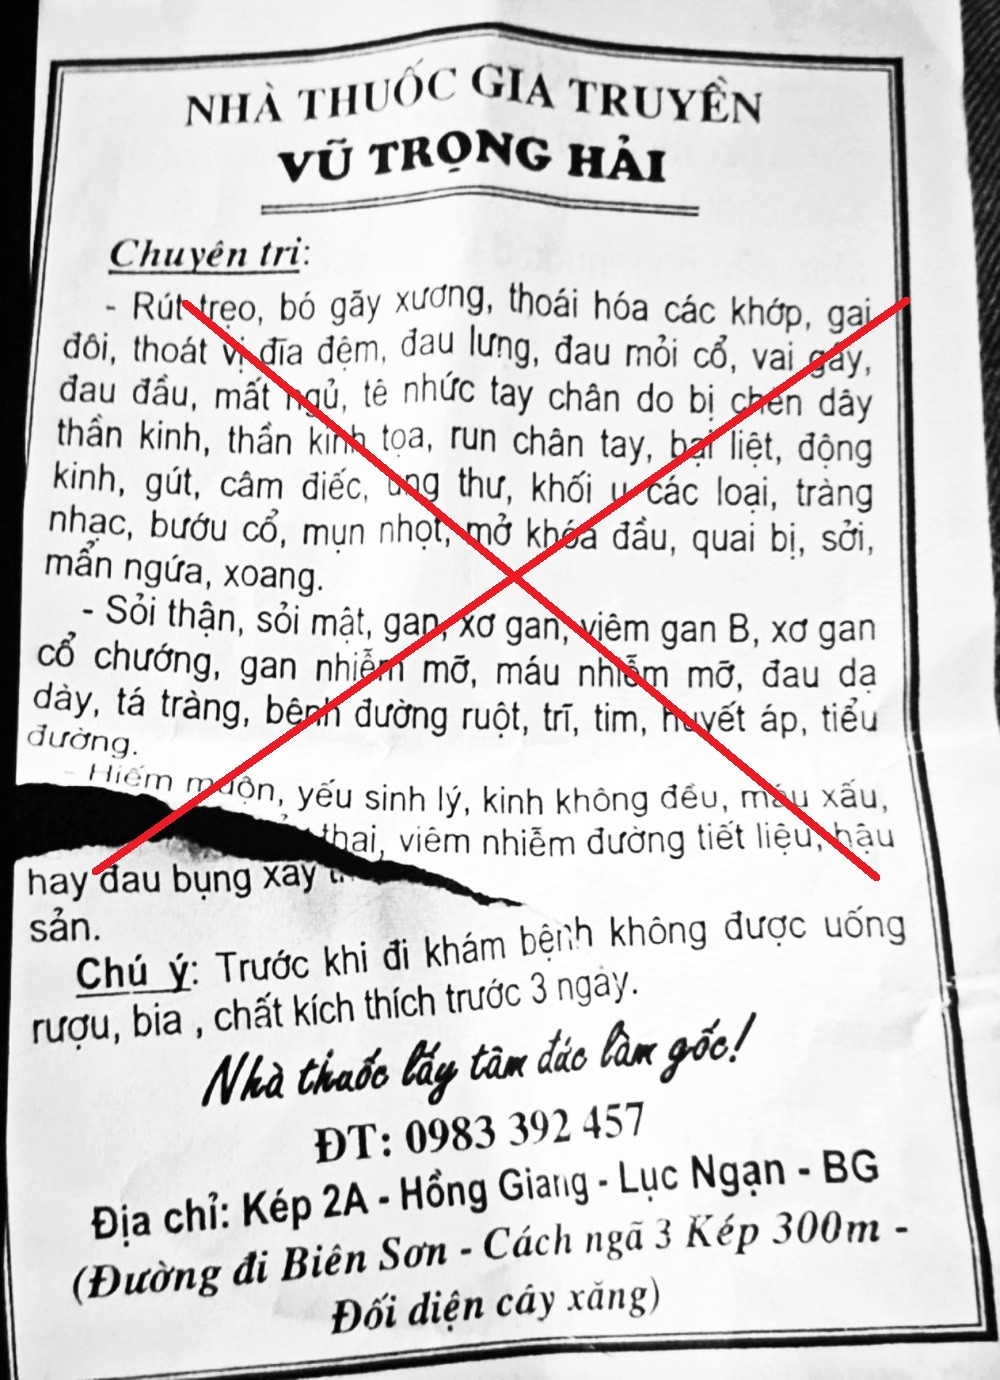 NHÀ THUỐC GIA TRUYỀN
VŨ TRỌNG HẢI
Chuyên trị:
- Rút trẹo, bó gãy xương, thoái hóa các khớp, gai
đôi, thoát vị đĩa đệm, đau lưng, đau mỏi cổ, vai gáy,
đau đầu, mất ngủ, tê nhức tay chân do bị chèn dây
thần kinh, thần kinh tọa, run chân tay, bại liệt, động
kinh, gút, câm điếc, ung thư, khối u các loại, tràng
nhạc, bướu cổ, mụn nhọt, mở khóa đầu, quai bị, sởi,
mẩn ngứa, xoang.
- Sỏi thận, sỏi mật, gan, xơ gan, viêm gan B, xơ gan
cổ chướng, gan nhiễm mỡ, máu nhiễm mỡ, đau dạ
dày, tá tràng, bệnh đường ruột, trĩ, tim, huyết áp, tiểu
đường.
- Hiếm muộn, yếu sinh lý, kinh không đều, máu xấu,
thai, viêm nhiễm đường tiết liệu, hậu
hay đau bụng xay
sản.
Chú ý: Trước khi đi khám bệnh không được uống
rượu, bia , chất kích thích trước 3 ngày.
Nhà thuốc lấy tâm đức làm gốc!
ĐT: 0983 392 457
Địa chỉ: Kép 2A - Hồng Giang - Lục Ngạn - BG
(Đường đi Biên Sơn - Cách ngã 3 Kép 300m -
Đối diện cây xăng)